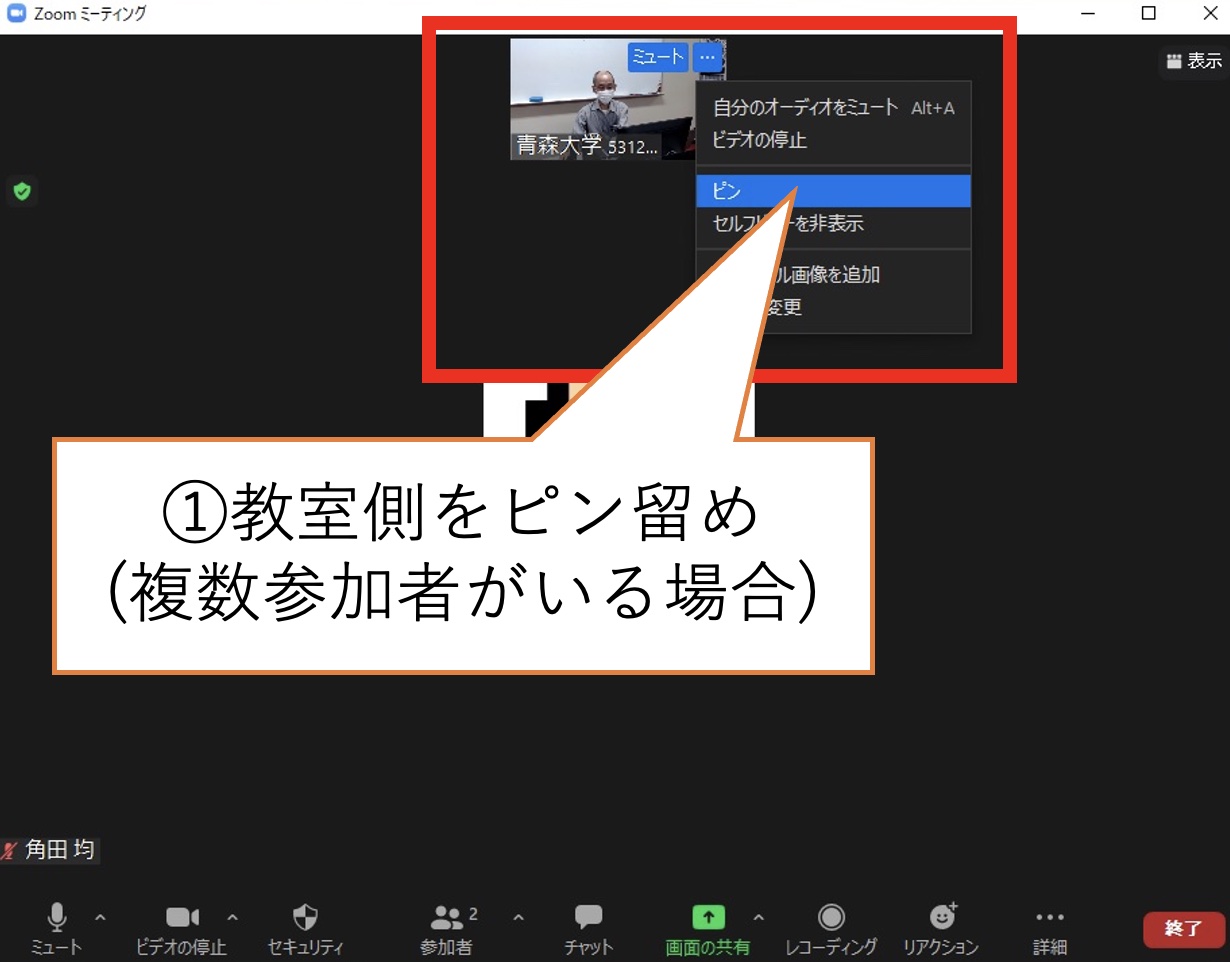 Zoom ミーティング
表示
ミュート ...
青森大学 5312...
自分のオーディオをミュート Alt+A
ビデオの停止
ピン
を非表示
ル画像を追加
変更
①教室側をピン留め
(複数参加者がいる場合)
角田 均
2
ミュート
ビデオの停止
セキュリティ
参加者
チャット
画面の共有
レコーディング
リアクション
詳細
終了